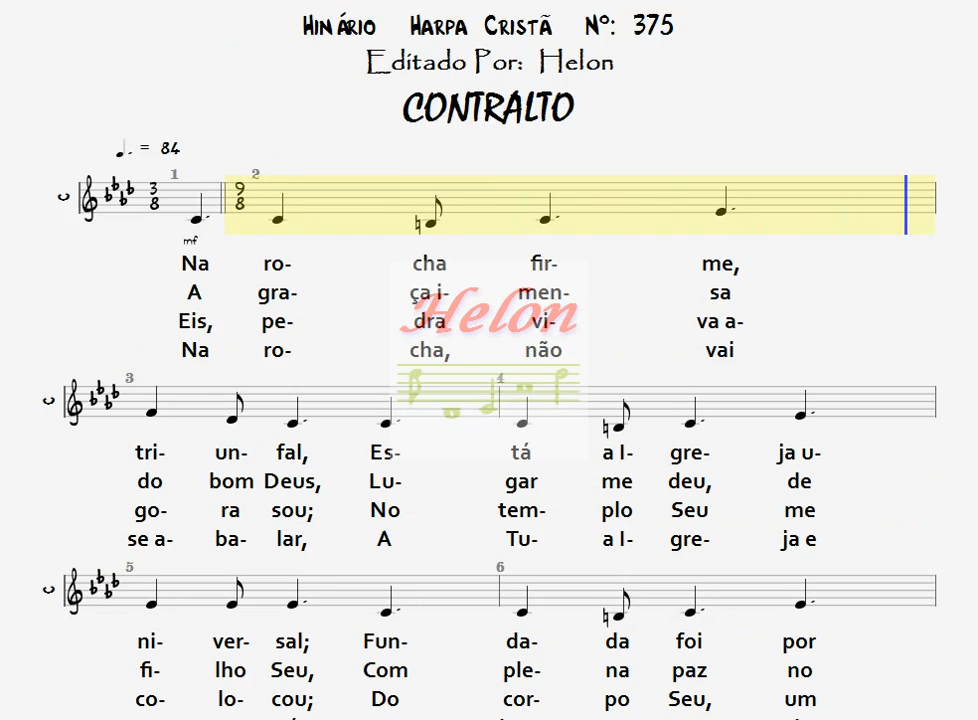 Hinário Harpa Cristã Nº: 375
Editado Por: Helon
CONTRALTO
= 84
1 2
C 3 8 9 8
mf
Na ro- cha fir- me,
A gra- ça i- men- sa
Eis, pe- dra vi- va a-
Na ro- cha, não vai
Helon
3 4
C
tri- un- fal, Es- tá a I- gre- ja u-
do bom Deus, Lu- gar me deu, de
go- ra sou; No tem- plo Seu me
se a- ba- lar, A Tu- a I- gre- ja e
5 6
C
ni- ver- sal; Fun- da- da foi por
fi- lho Seu, Com ple- na paz no
co- lo- cou; Do cor- po Seu, um